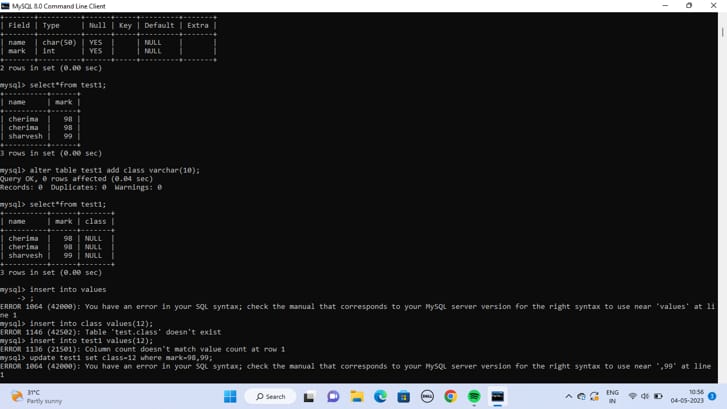 MySQL 8.0 Command Line Client
+----------+----------+------+-----+---------+-------+
| Field | Type | Null | Key | Default | Extra |
+-------+----------+------+-----+---------+-------+
| name | char(50) | YES | | NULL | |
| mark | int | YES | | NULL | |
+-------+----------+------+-----+---------+-------+
2 rows in set (0.00 sec)
mysql> select*from test1;
+----------+------+
| name | mark |
+----------+------+
| cherima | 98 |
| cherima | 98 |
| sharvesh | 99 |
+----------+------+
3 rows in set (0.00 sec)
mysql> alter table test1 add class varchar(10);
Query OK, 0 rows affected (0.04 sec)
Records: 0 Duplicates: 0 Warnings: 0
mysql> select*from test1;
+----------+------+-------+
| name | mark | class |
+----------+------+-------+
| cherima | 98 | NULL |
| cherima | 98 | NULL |
| sharvesh | 99 | NULL |
+----------+------+-------+
3 rows in set (0.00 sec)
mysql> insert into values
-> ;
ERROR 1064 (42000): You have an error in your SQL syntax; check the manual that corresponds to your MySQL server version for the right syntax to use near 'values' at li
ne 1
mysql> insert into class values(12);
ERROR 1146 (42S02): Table 'test.class' doesn't exist
mysql> insert into test1 values(12);
ERROR 1136 (21S01): Column count doesn't match value count at row 1
mysql> update test1 set class=12 where mark=98,99;
ERROR 1064 (42000): You have an error in your SQL syntax; check the manual that corresponds to your MySQL server version for the right syntax to use near ',99' at line
1
31°C
Partly sunny
Search
DELL
ENG
IN
10:56
04-05-2023
3